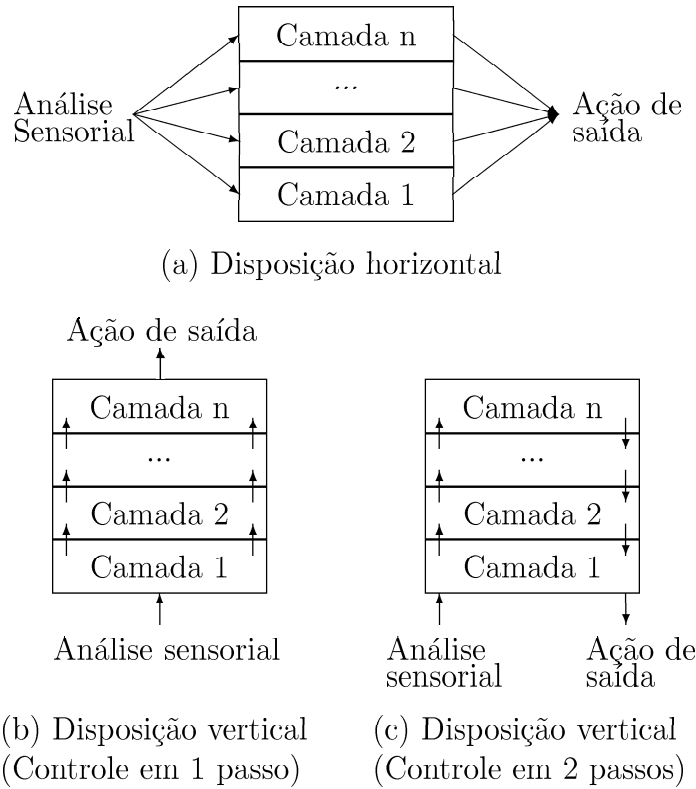 Camada n
...
Análise
Sensorial
Camada 2
Camada 1
Ação de
saída
(a) Disposição horizontal
Ação de saída
Camada n
...
Camada 2
Camada 1
Análise sensorial
(b) Disposição vertical
(Controle em 1 passo)
Camada n
...
Camada 2
Camada 1
Análise
sensorial
Ação de
saída
(c) Disposição vertical
(Controle em 2 passos)